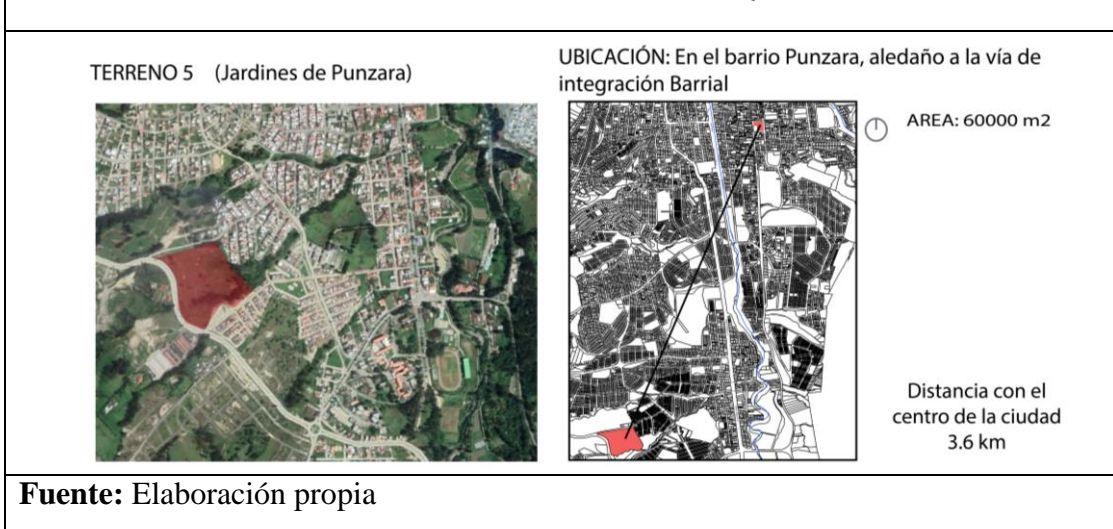 TERRENO 5 (Jardines de Punzara)
UBICACIÓN: En el barrio Punzara, aledaño a la vía de
integración Barrial
AREA: 60000 m2
Distancia con el
centro de la ciudad
3.6 km
Fuente: Elaboración propia